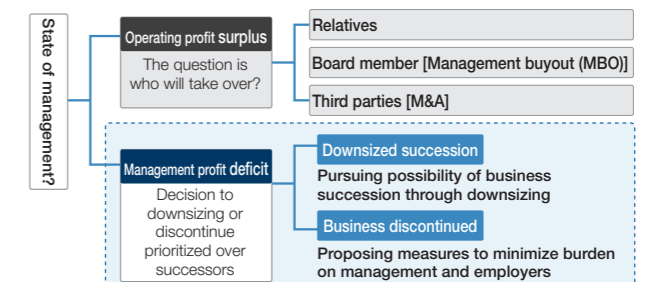 State of management?
Operating profit surplus
The question is
who will take over?
Relatives
Board member [Management buyout (MBO)]
Third parties [M&A]
Management profit deficit
Decision to
downsizing or
discontinue
prioritized over
successors
Downsized succession
Pursuing possibility of business
succession through downsizing
Business discontinued
Proposing measures to minimize burden
on management and employers